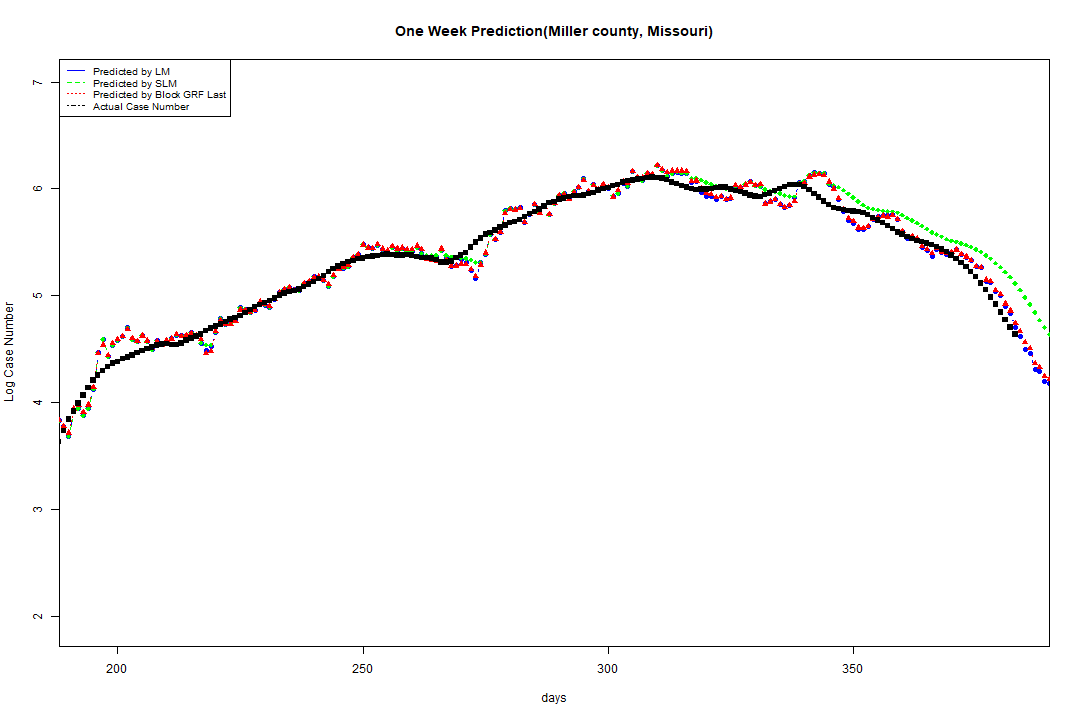 One Week Prediction(Miller county, Missouri)
Predicted by LM
Predicted by SLM
Predicted by Block GRF Last
Actual Case Number
7
6
5
4
3
2
Log Case Number
200 250 300 350
days